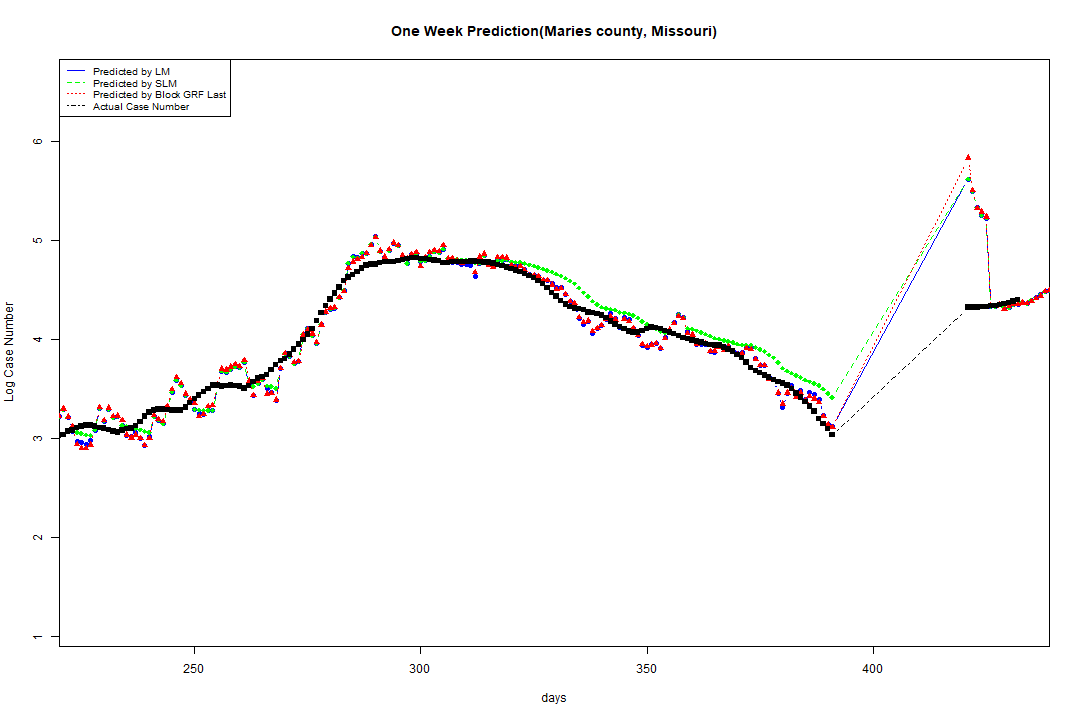 One Week Prediction(Maries county, Missouri)
Predicted by LM
Predicted by SLM
Predicted by Block GRF Last
Actual Case Number
6
5
4
3
2
1
Log Case Number
250 300 350 400
days